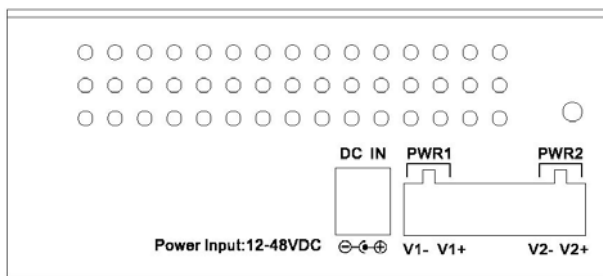 DC IN PWR1 PWR2
Power Input:12-48VDC V1- V1+ V2- V2+